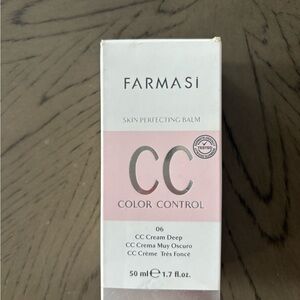 FARMASİ
SKIN PERFECTING BALM
CC
TESTED
COLOR CONTROL
06
CC Cream Deep
CC Crema Muy Oscuro
CC Crème Très Foncé
50 ml ℮ 1.7 fl.oz.